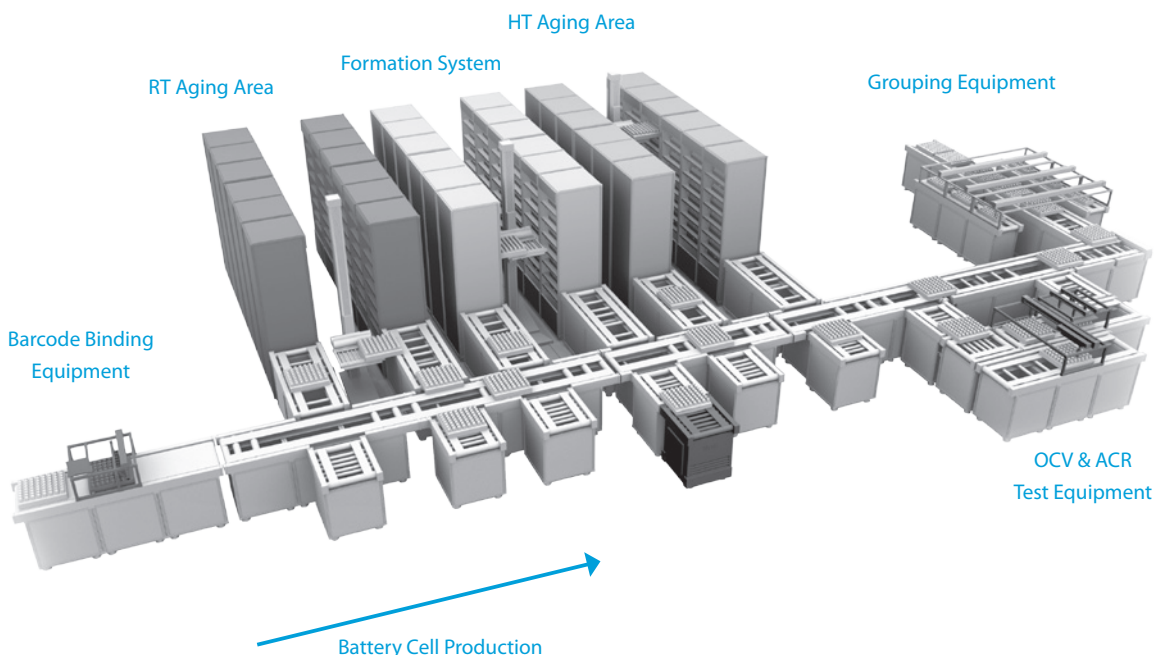 HT Aging Area
Formation System
RT Aging Area
Grouping Equipment
Barcode Binding
Equipment
OCV & ACR
Test Equipment
Battery Cell Production